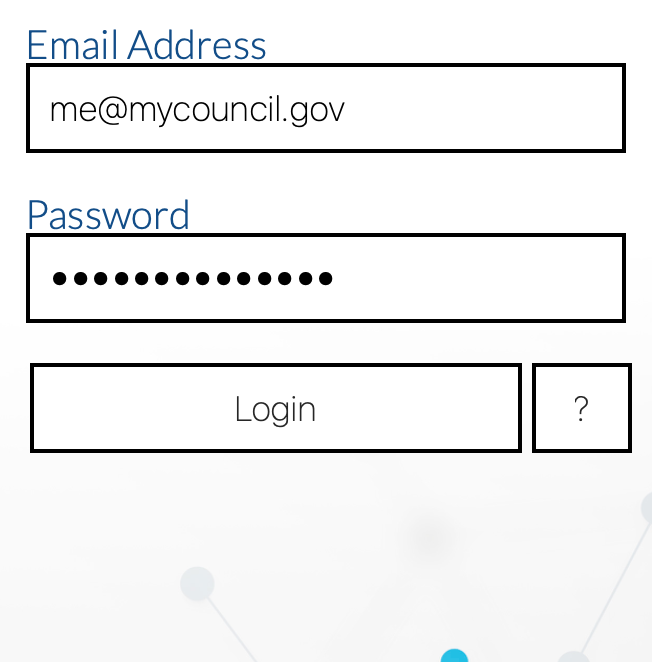 Email Address
me@mycouncil.gov
Password
••••••••••••••
Login
?